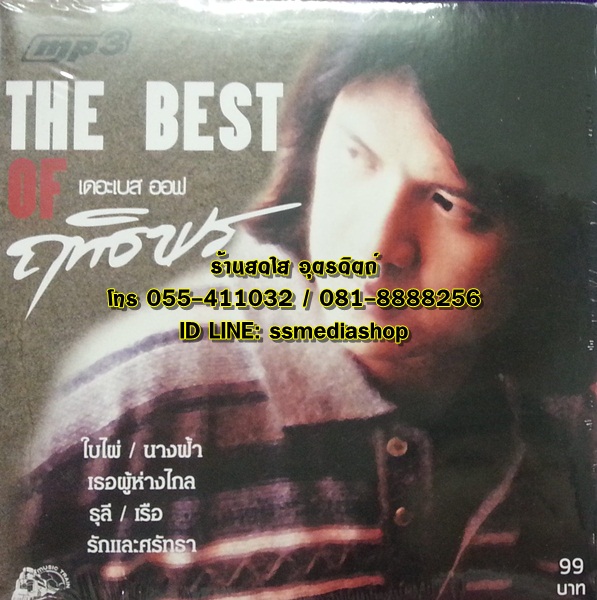 mp3
THE BEST
OF เดอะเบส ออฟ
ฤทธิพร
ร้านสดใส อุตรดิตถ์
โทร 055-411032 / 081-8888256
ID LINE: ssmediashop
ใบไผ่ / นางฟ้า
เธอผู้ห่างไกล
ธุลี / เรือ
รักและศรัทธา
MUSIC TRAIN
99
บาท